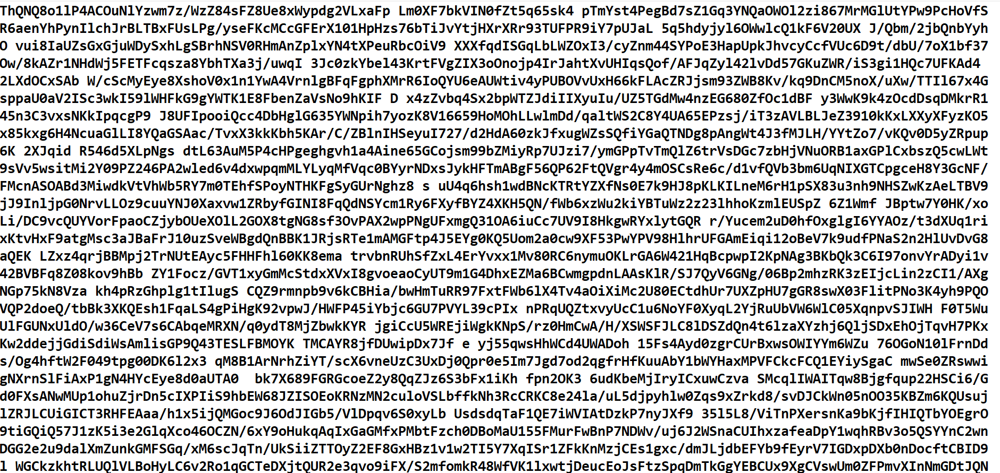 ThQNQ8o1lP4ACOuNlYzwm7z/WzZ84sFZ8Ue8xWypdg2VLxaFp Lm0XF7bkVIN0fZt5q65sk4 pTmYst4PegBd7sZ1Gq3YNQaOWOl2zi867MrMGlUtYPw9PcHoVfS
R6aenYhPynIlchJrBLTBxFUsLPg/yseFKcMCcGFErX101HpHzs76bTiJvYtjHXrXRr93TUFPR9iY7pUJaL 5q5hdyjyl6OWwlcQ1kF6V20UX J/Qbm/2jbQnbYyh
O vui8IaUZsGxGjuWDySxhLgSBrhNSV0RHmAnZplxYN4tXPeuRbcOiV9 XXXfqdISGqLbLWZOxI3/cyZnm44SYPoE3HapUpkJhvcyCcfVUc6D9t/dbU/7oX1bf37
Ow/8kAZr1NHdWj5FETFcqsza8YbhTXa3j/uwqI 3Jc0zkYbel43KrtFVgZIX3oOnojp4IrJahtXvUHIqsQof/AFJqZyl42lvDd57GKuZWR/iS3gi1HQc7UFKAd4
2LXdOCxSAb W/cScMyEye8XshoV0x1n1YwA4VrnlgBFqFgphXMrR6IoQYU6eAUWtiv4yPUBOVvUxH66kFLAcZRJjsm93ZWB8Kv/kq9DnCM5noX/uXw/TTIl67x4G
sppaU0aV2ISc3wkI59lWHFkG9gYWTK1E8FbenZaVsNo9hKIF D x4zZvbq4Sx2bpWTZJdiIIXyuIu/UZ5TGdMw4nzEG680ZfOc1dBF y3WwK9k4zOcdDsqDMkrR1
45n3C3vxsNKkIpqcgP9 J8UFIpooiQcc4DbHglG635YWNpih7yozK8V16659HoMOhLLwlmDd/qaltWS2C8Y4UA65EPzsj/iT3zAVLBLJeZ3910kKxLXXyXFyzKO5
x85kxg6H4NcuaGlLI8YQaGSAac/TvxX3kkKbh5KAr/C/ZBlnIHSeyuI727/d2HdA60zkJfxugWZsSQfiYGaQTNDg8pAngWt4J3fMJLH/YYtZo7/vKQv0D5yZRpup
6K 2XJqid R546d5XLpNgs dtL63AuM5P4cHPgeghgvh1a4Aine65GCojsm99bZMiyRp7UJzi7/ymGPpTvTmQlZ6trVsDGc7zbHjVNuORB1axGPlCxbszQ5cwLWt
9sVv5wsitMi2Y09PZ246PA2wled6v4dxwpqmMLYLyqMfVqc0BYyrNDxsJykHFTmABgF56QP62FtQVgr4y4mOSCsRe6c/d1vfQVb3bm6UqNIXGTCpgceH8Y3GcNF/
FMcnASOABd3MiwdkVtVhWb5RY7m0TEhfSPoyNTHKFgSyGUrNghz8 s uU4q6hsh1wdBNcKTRtYZXfNs0E7k9HJ8pKLKILneM6rH1pSX83u3nh9NHSZwKzAeLTBV9
jJ9InljpG0NrvLLOz9cuuYNJ0Xaxvw1ZRbyfGINI8FqQdNSYcm1Ry6FXyfBYZ4XKH5QN/fWb6xzWu2kiYBTuWz2z23lhhoKzmlEUSpZ 6Z1Wmf JBptw7Y0HK/xo
Li/DC9vcQUYVorFpaoCZjybOUeXOlL2GOX8tgNG8sf3OvPAX2wpPNgUFxmgQ31OA6iuCc7UV9I8HkgwRYxlytGQR r/Yucem2uD0hfOxglgI6YYAOz/t3dXUq1ri
xKtvHxF9atgMsc3aJBaFrJ10uzSveWBgdQnBBK1JRjsRTe1mAMGFtp4J5EYg0KQ5Uom2a0cw9XF53PwYPV98HlhrUFGAmEiqi12oBeV7k9udfPNaS2n2HlUvDvG8
aQEK LZxz4qrjBBMpj2TrNUtEAyc5FHHFhl60KK8ema trvbnRUhSfZxL4ErYvxx1Mv80RC6nymuOKLrGA6W421HqBcpwpI2KpNAg3BKbQk3C6I97onvYrADyi1v
42BVBFq8Z08kov9hBb ZY1Focz/GVT1xyGmMcStdxXVxI8gvoeaoCyUT9m1G4DhxEZMa6BCwmgpdnLAAsKlR/SJ7QyV6GNg/06Bp2mhzRK3zEIjcLin2zCI1/AXg
NGp75kN8Vza kh4pRzGhplg1tIlugS CQZ9rmnpb9v6kCBHia/bwHmTuRR97FxtFWb6lX4Tv4aOiXiMc2U80ECtdhUr7UXZpHU7gGR8swX03FlitPNo3K4yh9PQO
VQP2doeQ/tbBk3XKQEsh1FqaLS4gPiHgK92vpwJ/HWFP45iYbjc6GU7PVYL39cPIx nPRqUQZtxvyUcC1u6NoYF0XyqL2YjRuUbVW6WlC05XqnpvSJIWH F0T5Wu
UlFGUNxUldO/w36CeV7s6CAbqeMRXN/q0ydT8MjZbwkKYR jgiCcU5WREjiWgkKNpS/rz0HmCwA/H/XSWSFJLC8lDSZdQn4t6lzaXYzhj6QljSDxEhOjTqvH7PKx
Kw2ddejjGdiSdiWsAmlisGP9Q43TESLFBMOYK TMCAYR8jfDUwipDx7Jf e yj55qwsHhWCd4UWADoh 15Fs4Ayd0zgrCUrBxwsOWIYYm6WZu 76OGoN10lFrnDd
s/Og4hftW2F049tpg00DK6l2x3 qM8B1ArNrhZiYT/scX6vneUzC3UxDj0Qpr0e5Im7Jgd7od2qgfrHfKuuAbY1bWYHaxMPVFCkcFCQ1EYiySgaC mwSe0ZRswwi
gNXrnSlFiAxP1gN4HYcEye8d0aUTA0  bk7X689FGRGcoeZ2y8QqZJz6S3bFx1iKh fpn2OK3 6udKbeMjIryICxuwCzva SMcqlIWAITqw8Bjgfqup22HSCi6/G
d0FXsANwMUp1ohuZjrDn5cIXPIiS9hbEW68JZISOEoKRNzMN2culoVSLbffkNh3RcCRKC8e24la/uL5djpyhlw0Zqs9xZrkd8/svDJCkWn05nOO35KBZm6KQUsuj
lZRJLCUiGICT3RHFEAaa/h1x5ijQMGoc9J6OdJIGb5/VlDpqv6S0xyLb UsdsdqTaF1QE7iWVIAtDzkP7nyJXf9 35l5L8/ViTnPXersnKa9bKjfIHIQTbYOEgrO
9tiGQiQ57J1zK5i3e2GlqXco46OCZN/6xY9oHukqAqIxGaGMfxPMbtFzch0DBoMaU155FMurFwBnP7NDWv/uj6J2WSnaCUIhxzafeaDpY1wqhRBv3o5QSYYnC2wn
DGG2e2u9dalXmZunkGMFSGq/xM6scJqTn/UkSiiZTTOyZ2EF8GxHBz1v1w2TI5Y7XqISr1ZFkKnMzjCEs1gxc/dmJLjdbEFYb9fEyrV7IGDxpDXb0nDocftCBID9
l WGCkzkhtRLUQlVLBoHyLC6v2Ro1qGCTeDXjtQUR2e3qvo9iFX/S2mfomkR48WfVK1lxwtjDeucEoJsFtzSpqDmTkGgYEBCUx9XgCVswUm0ZFPmvXInNmGDtJQN